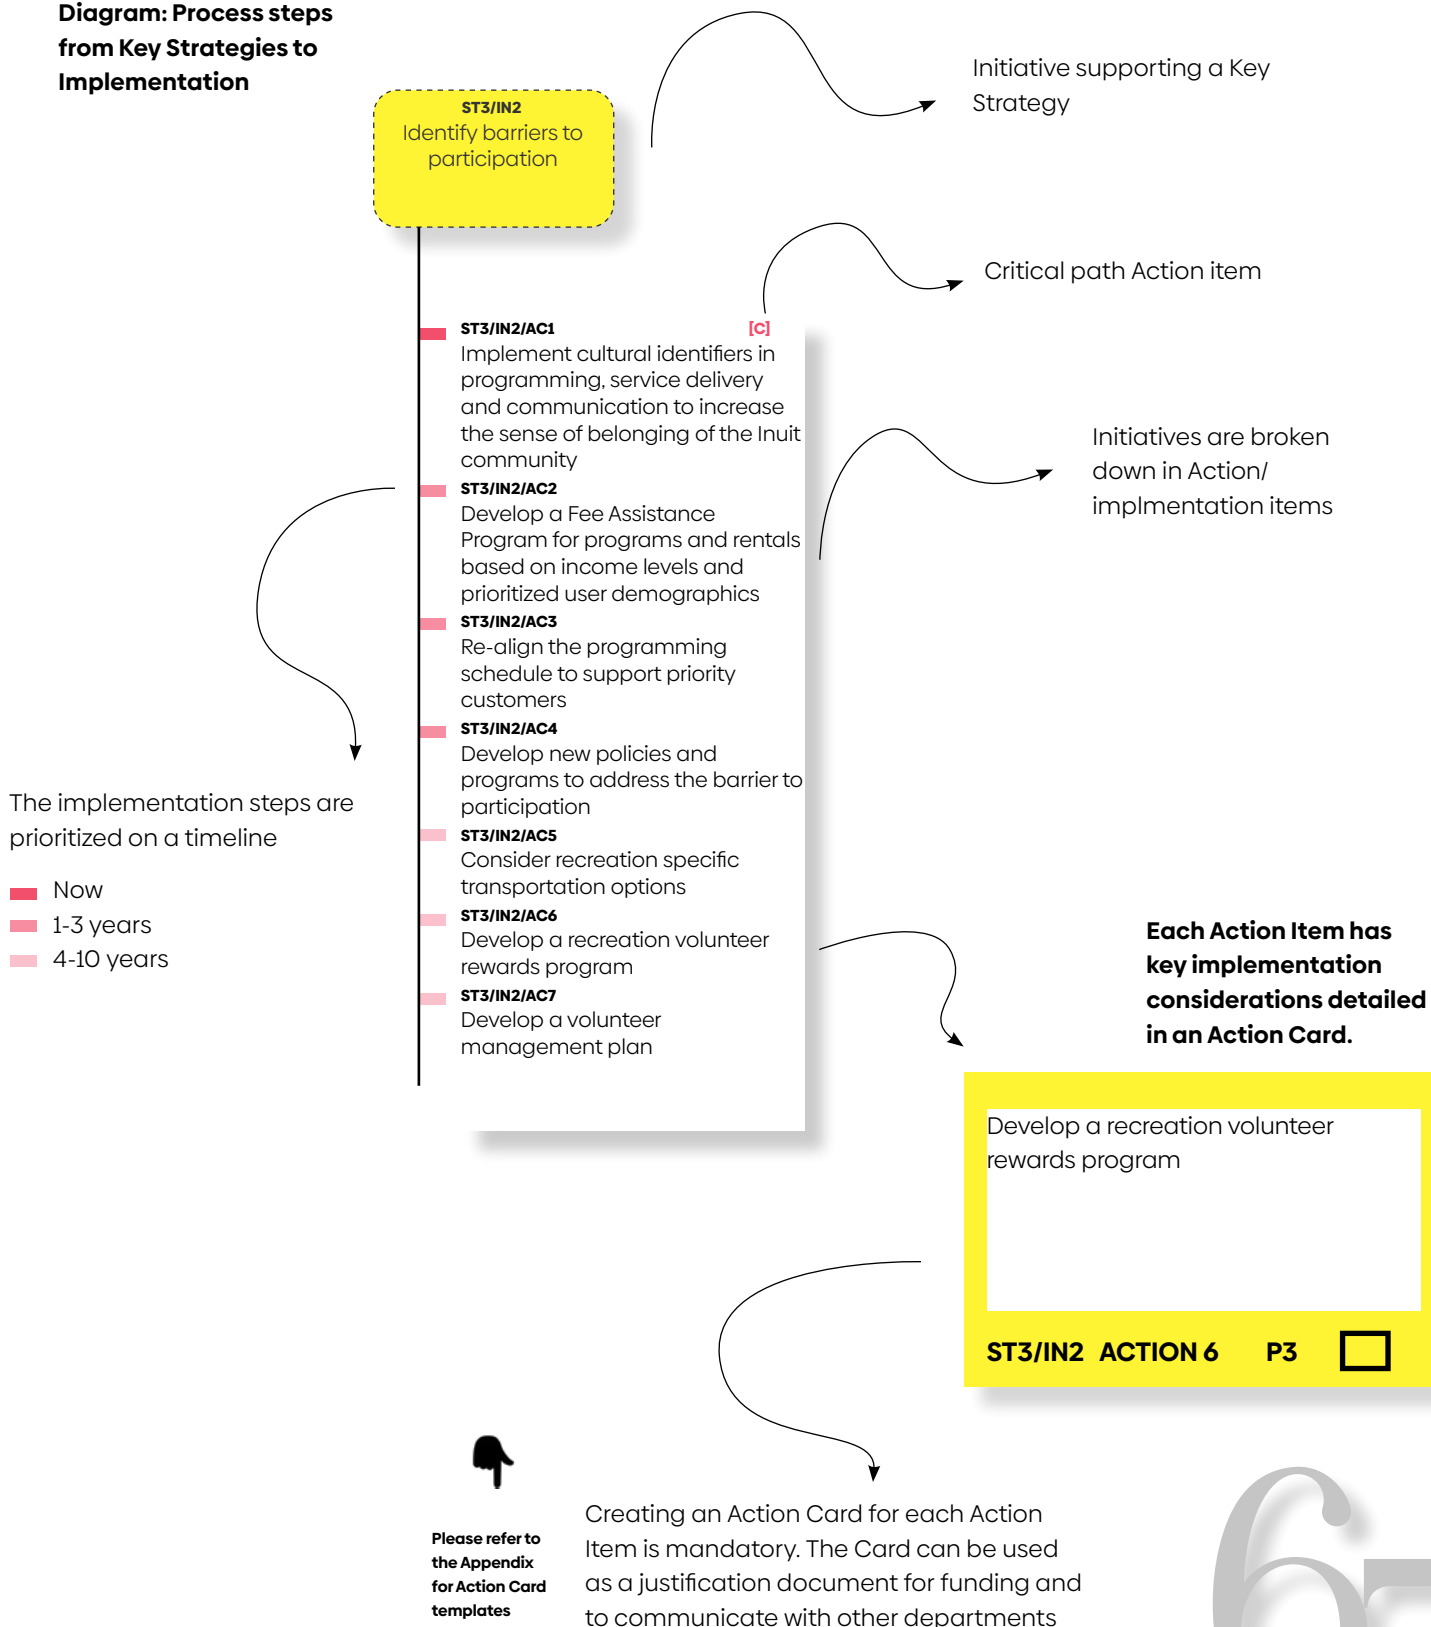 Diagram: Process steps
from Key Strategies to
Implementation
ST3/IN2
Identify barriers to
participation
Initiative supporting a Key
Strategy
Critical path Action item
ST3/IN2/AC1 [C]
Implement cultural identifiers in
programming, service delivery
and communication to increase
the sense of belonging of the Inuit
community
ST3/IN2/AC2
Develop a Fee Assistance
Program for programs and rentals
based on income levels and
prioritized user demographics
ST3/IN2/AC3
Re-align the programming
schedule to support priority
customers
ST3/IN2/AC4
Develop new policies and
programs to address the barrier to
participation
ST3/IN2/AC5
Consider recreation specific
transportation options
ST3/IN2/AC6
Develop a recreation volunteer
rewards program
ST3/IN2/AC7
Develop a volunteer
management plan
Initiatives are broken
down in Action/
implmentation items
The implementation steps are
prioritized on a timeline
Now
1-3 years
4-10 years
Each Action Item has
key implementation
considerations detailed
in an Action Card.
Develop a recreation volunteer
rewards program
ST3/IN2 ACTION 6 P3
Please refer to
the Appendix
for Action Card
templates
Creating an Action Card for each Action
Item is mandatory. The Card can be used
as a justification document for funding and
to communicate with other departments
6